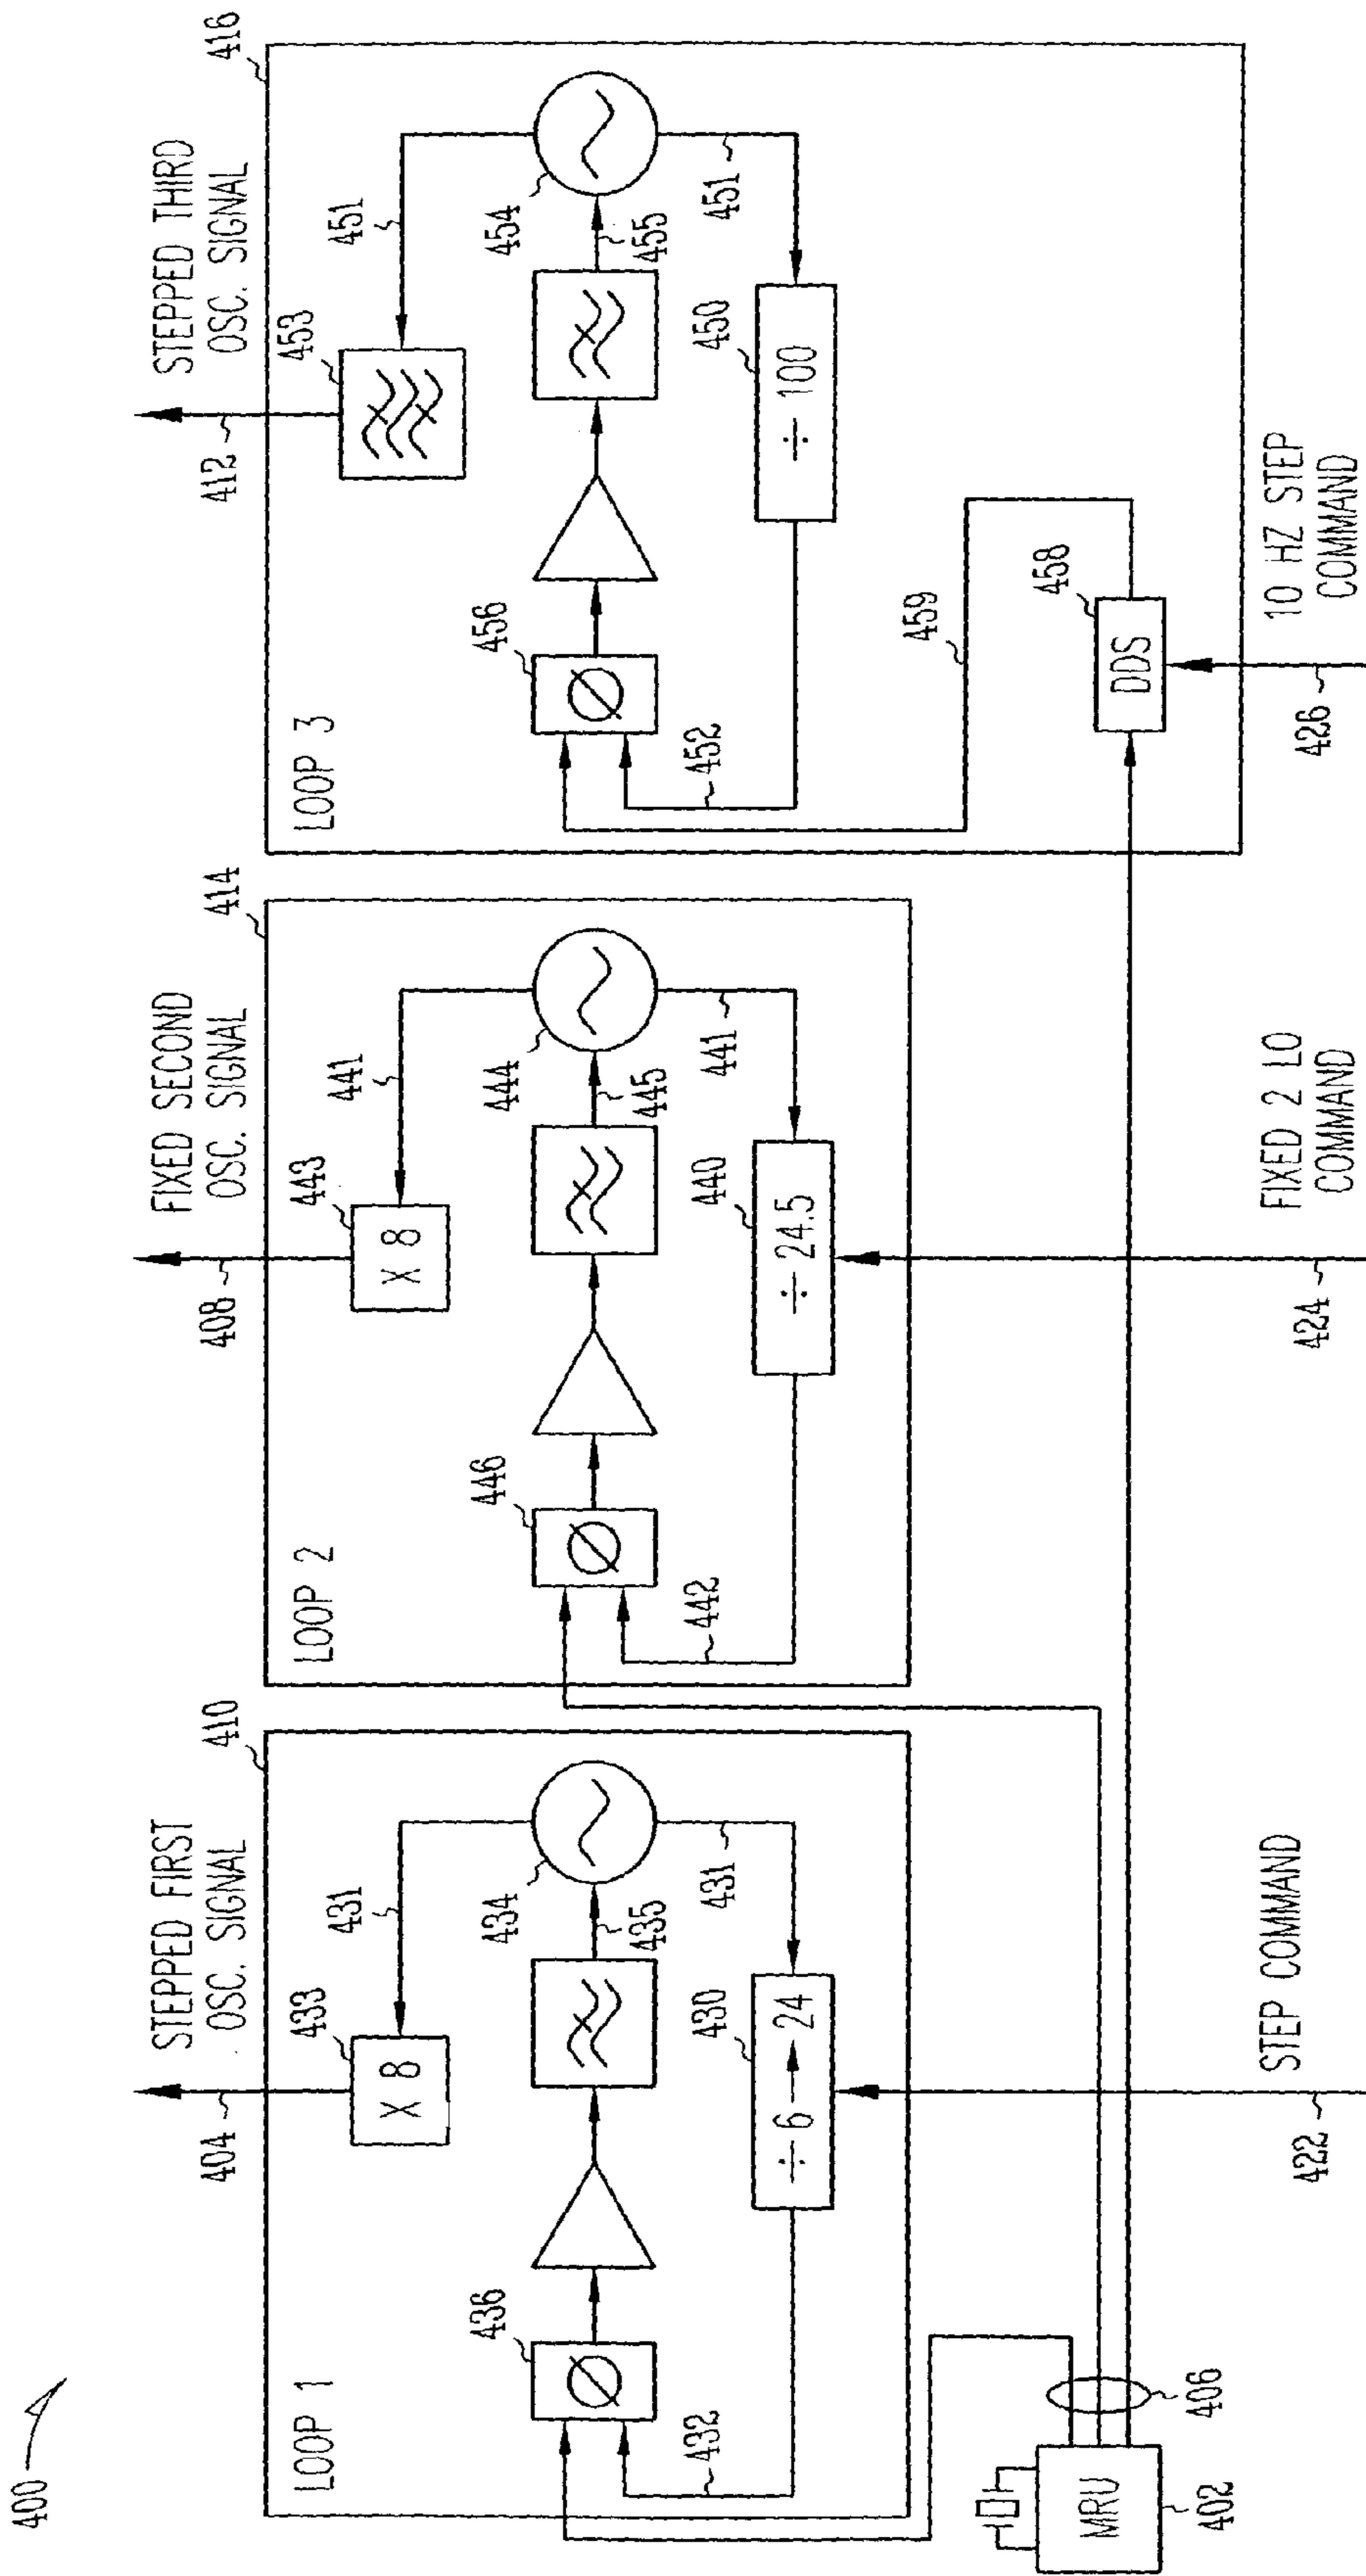 400
STEPPED FIRST
OSC. SIGNAL
404
410
LOOP 1
433
X 8
431
436
434
435
430
÷ 6 → 24
431
432
STEP COMMAND
422
FIXED SECOND
OSC. SIGNAL
408
414
LOOP 2
443
X 8
441
446
444
445
440
÷ 24.5
441
442
FIXED 2 LO
COMMAND
424
STEPPED THIRD
OSC. SIGNAL
412
416
LOOP 3
453
451
456
454
455
450
÷ 100
451
452
459
458
DDS
10 HZ STEP
COMMAND
426
MRU
402
406